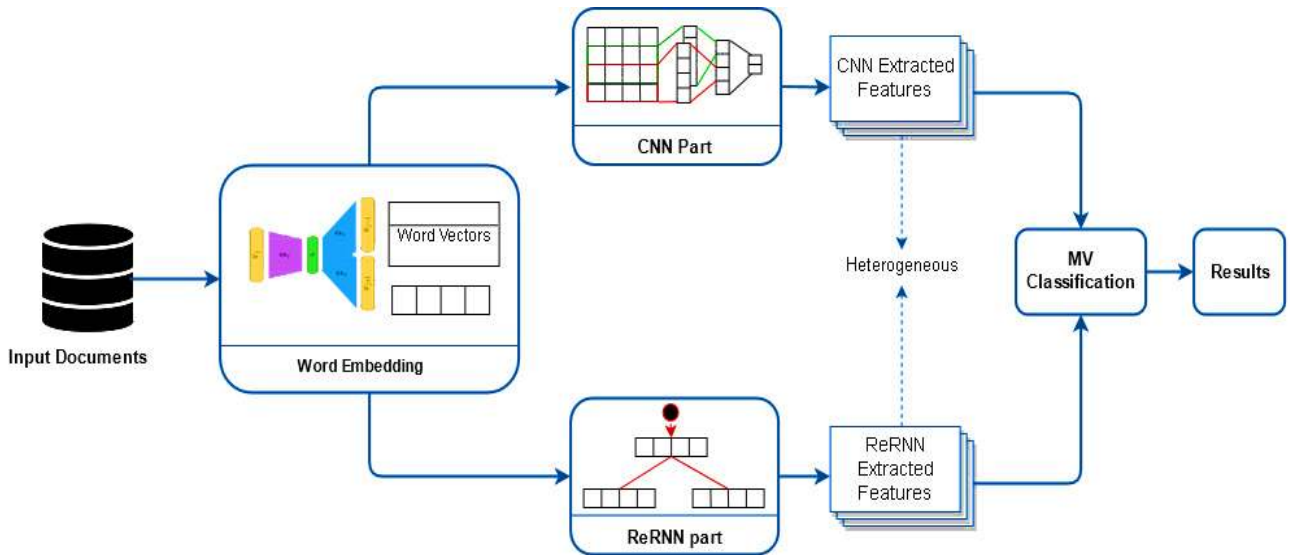 CNN Part
CNN Extracted
Features
Word Vectors
Word Embedding
Input Documents
Heterogeneous
MV
Classification
Results
ReRNN part
ReRNN
Extracted
Features